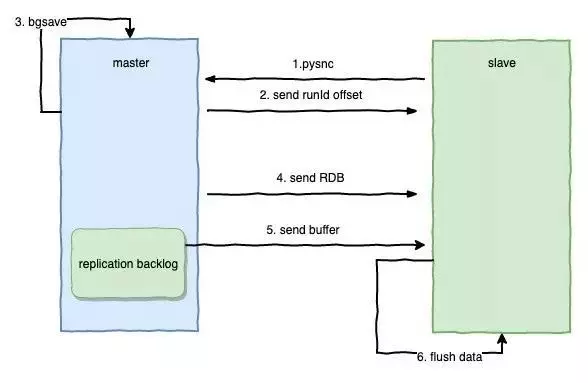 3. bgsave
master
1.pysnc
slave
2. send runId offset
4. send RDB
5. send buffer
replication backlog
6. flush data